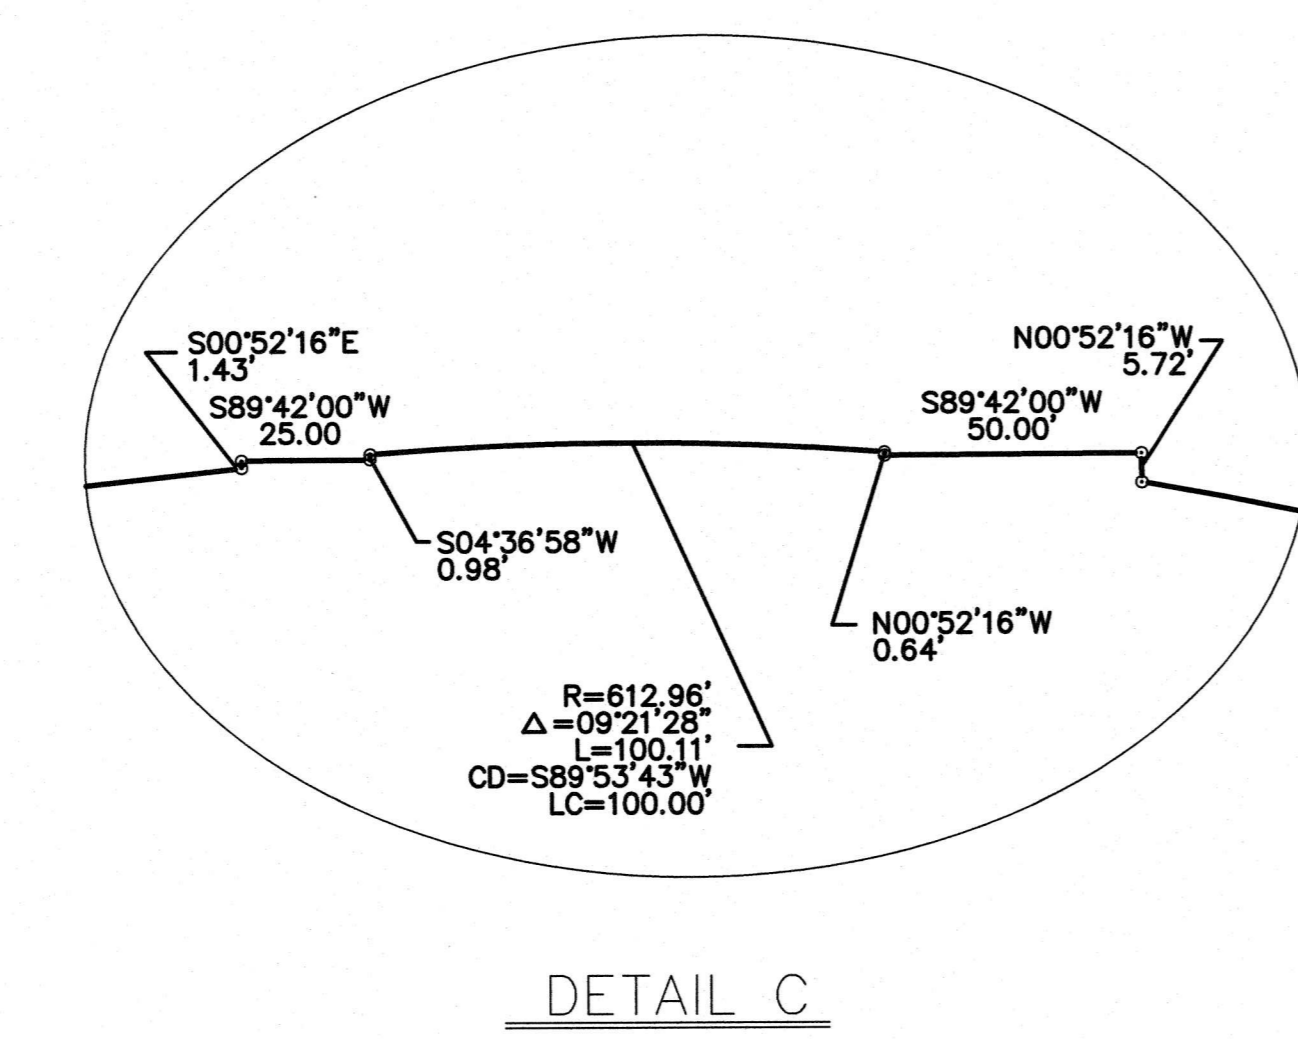 S00°52'16"E
1.43'
S89°42'00"W
25.00
N00°52'16"W
5.72'
S89°42'00"W
50.00'
S04°36'58"W
0.98'
N00°52'16"W
0.64'
R=612.96'
△=09°21'28"
L=100.11'
CD=S89°53'43"W
LC=100.00'
DETAIL C